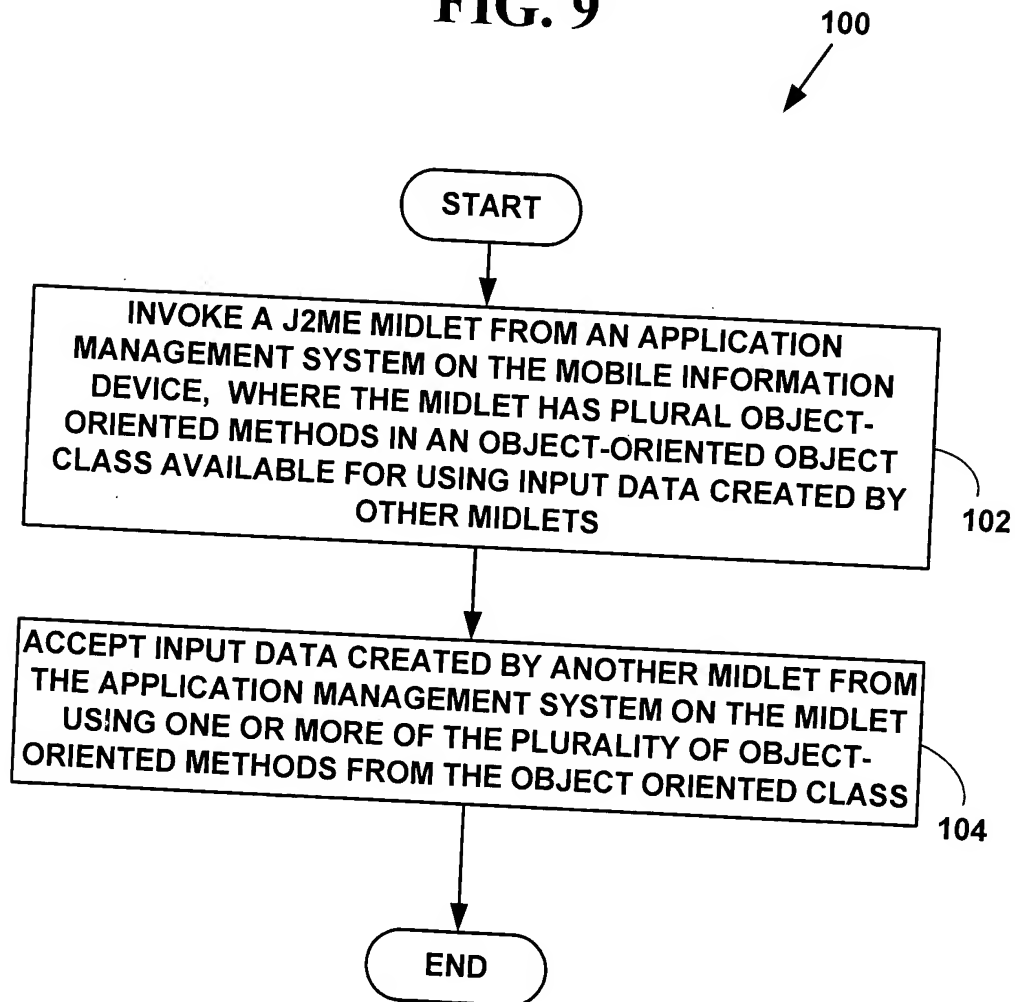 FIG. 9
100
START
INVOKE A J2ME MIDLET FROM AN APPLICATION
MANAGEMENT SYSTEM ON THE MOBILE INFORMATION
DEVICE, WHERE THE MIDLET HAS PLURAL OBJECT-
ORIENTED METHODS IN AN OBJECT-ORIENTED OBJECT
CLASS AVAILABLE FOR USING INPUT DATA CREATED BY
OTHER MIDLETS
102
ACCEPT INPUT DATA CREATED BY ANOTHER MIDLET FROM
THE APPLICATION MANAGEMENT SYSTEM ON THE MIDLET
USING ONE OR MORE OF THE PLURALITY OF OBJECT-
ORIENTED METHODS FROM THE OBJECT ORIENTED CLASS
104
END